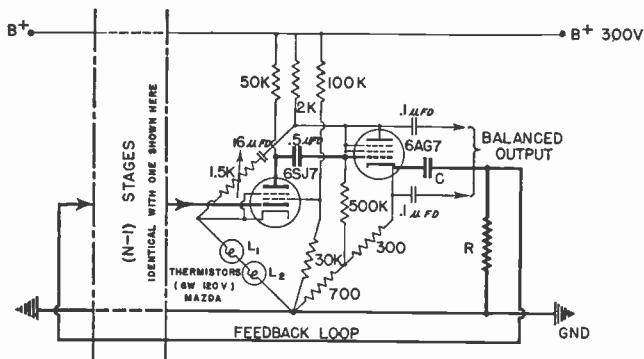 B+
B+ 300V
50K
2K
100K
(N-1) STAGES
IDENTICAL WITH ONE SHOWN HERE
16 µFD
.5 µFD
.1 µFD
6AG7
BALANCED
OUTPUT
1.5K
6SJ7
C
500K
.1 µFD
L1
L2
THERMISTORS
(6W 120V)
MAZDA
30K
300
700
R
FEEDBACK LOOP
GND